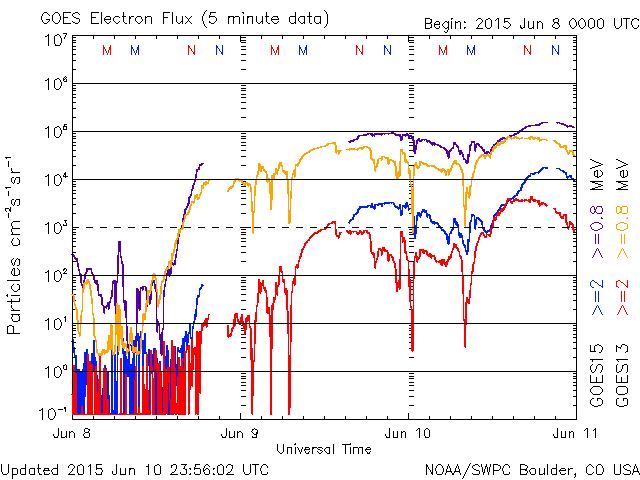 GOES Electron Flux (5 minute data)
Begin: 2015 Jun 8 0000 UTC
10⁷
M M N N M M N N M M N N
10⁶
10⁵
10⁴
10³
10²
10¹
10⁰
10⁻¹
Particles cm⁻²s⁻¹sr⁻¹
GOES15 >=2 >=0.8 MeV
GOES13 >=2 >=0.8 MeV
Jun 8 Jun 9 Jun 10 Jun 11
Universal Time
Updated 2015 Jun 10 23:56:02 UTC
NOAA/SWPC Boulder, CO USA